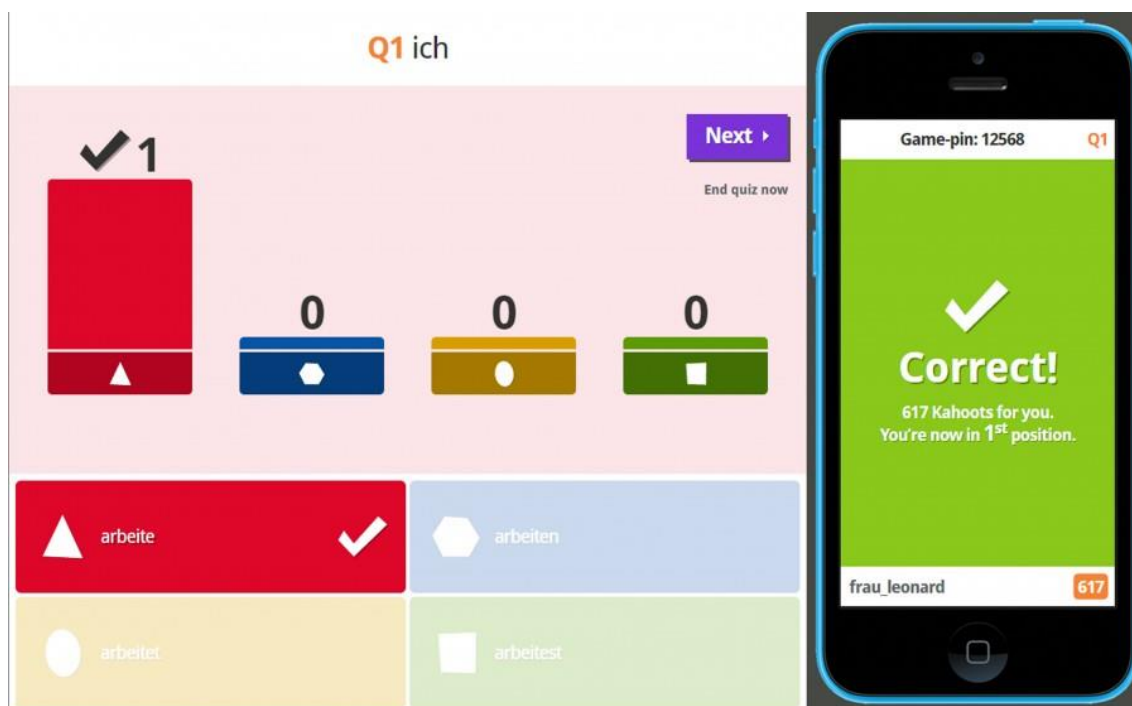 Q1 ich
1
Next
End quiz now
0
0
0
arbeite
arbeiten
arbeitet
arbeitest
Game-pin: 12568 Q1
Correct!
617 Kahoots for you.
You're now in 1st position.
frau_leonard 617